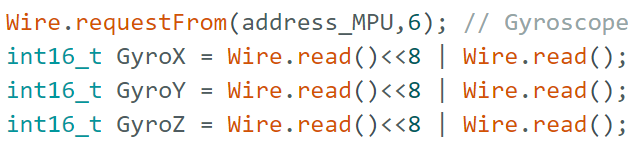 Wire.requestFrom(address_MPU,6); // Gyroscope
int16_t GyroX = Wire.read()<<8 | Wire.read();
int16_t GyroY = Wire.read()<<8 | Wire.read();
int16_t GyroZ = Wire.read()<<8 | Wire.read();